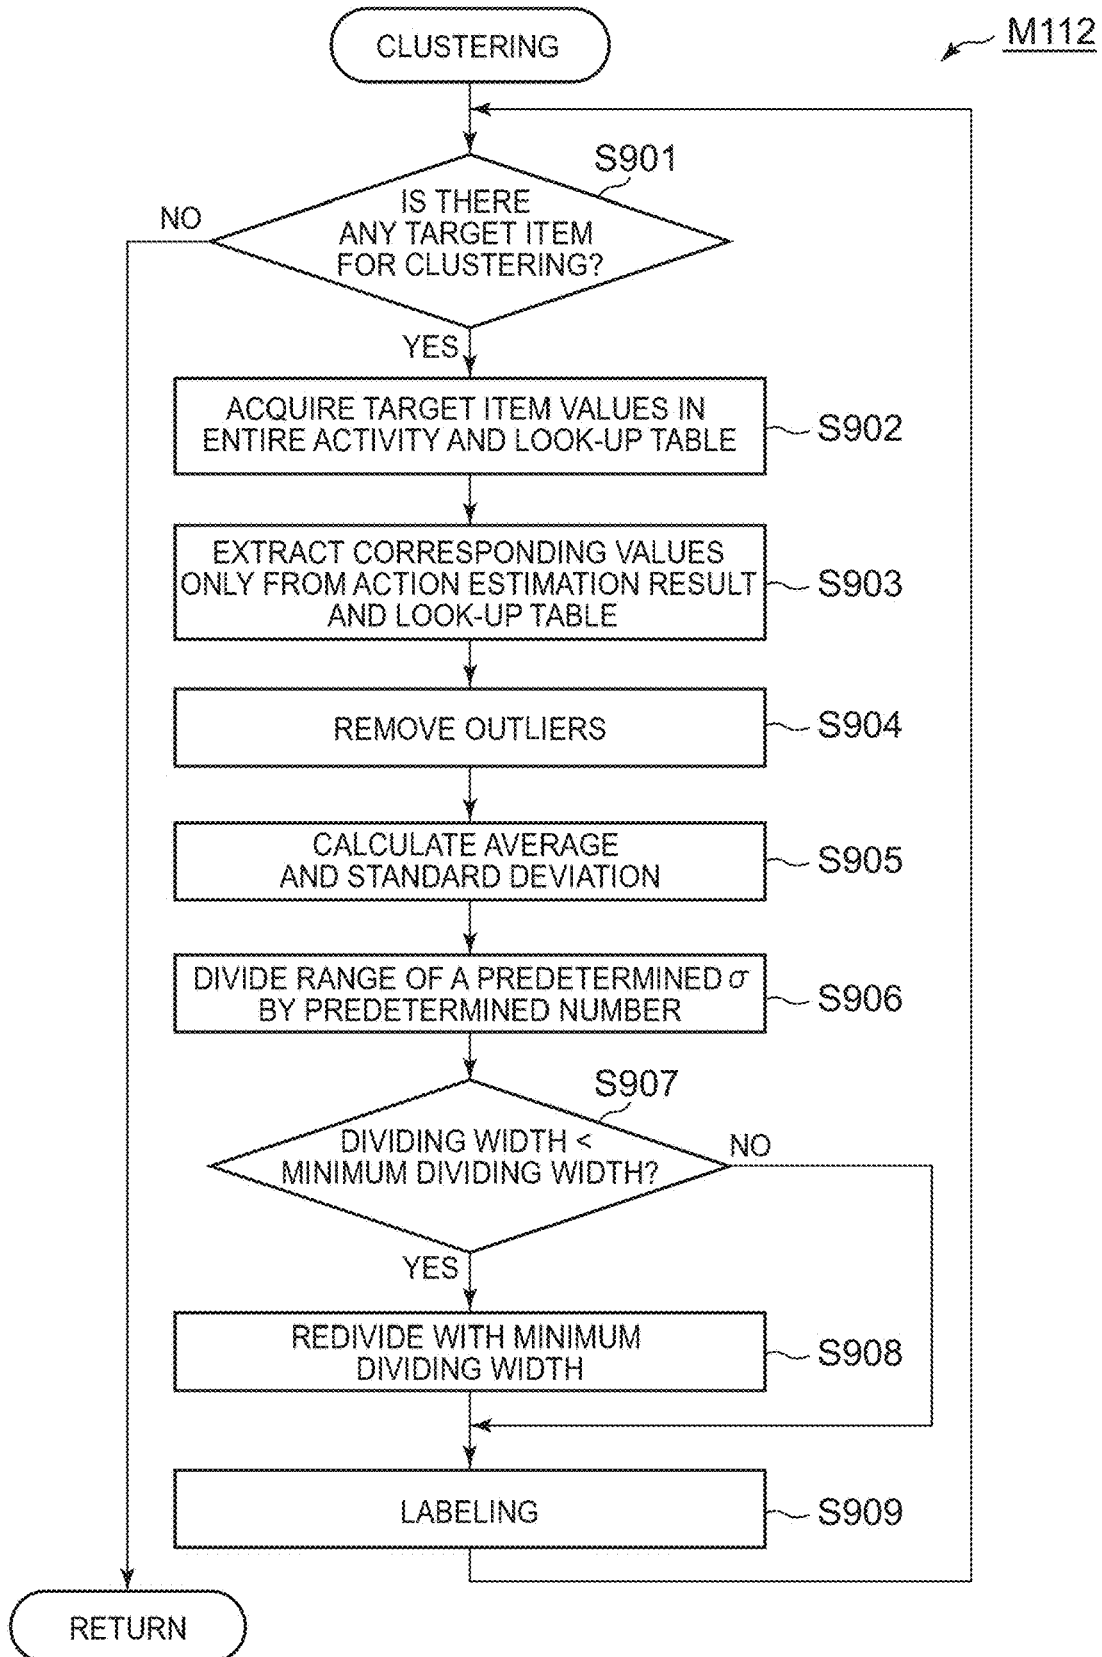 CLUSTERING
M112
S901
IS THERE
ANY TARGET ITEM
FOR CLUSTERING?
NO
YES
ACQUIRE TARGET ITEM VALUES IN
ENTIRE ACTIVITY AND LOOK-UP TABLE
S902
EXTRACT CORRESPONDING VALUES
ONLY FROM ACTION ESTIMATION RESULT
AND LOOK-UP TABLE
S903
REMOVE OUTLIERS
S904
CALCULATE AVERAGE
AND STANDARD DEVIATION
S905
DIVIDE RANGE OF A PREDETERMINED σ
BY PREDETERMINED NUMBER
S906
S907
DIVIDING WIDTH <
MINIMUM DIVIDING WIDTH?
NO
YES
REDIVIDE WITH MINIMUM
DIVIDING WIDTH
S908
LABELING
S909
RETURN